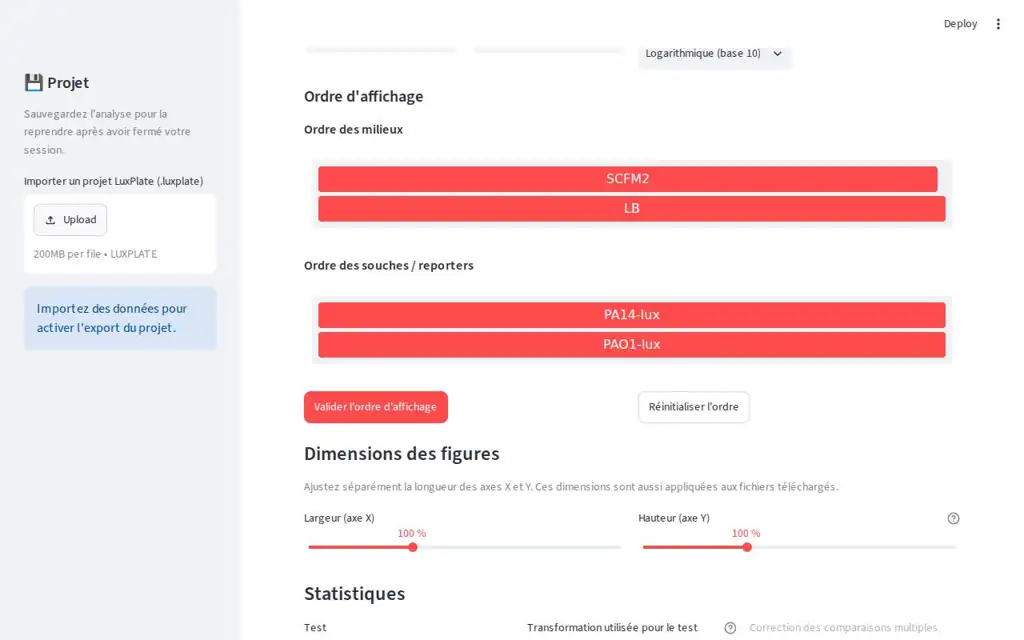 Deploy
💾 Projet
Sauvegardez l'analyse pour la
reprendre après avoir fermé votre
session.
Importer un projet LuxPlate (.luxplate)
Upload
200MB per file • LUXPLATE
Importez des données pour
activer l'export du projet.
Logarithmique (base 10)
Ordre d'affichage
Ordre des milieux
SCFM2
LB
Ordre des souches / reporters
PA14-lux
PAO1-lux
Valider l'ordre d'affichage
Réinitialiser l'ordre
Dimensions des figures
Ajustez séparément la longueur des axes X et Y. Ces dimensions sont aussi appliquées aux fichiers téléchargés.
Largeur (axe X)
100 %
Hauteur (axe Y)
100 %
Statistiques
Test
Transformation utilisée pour le test
Correction des comparaisons multiples